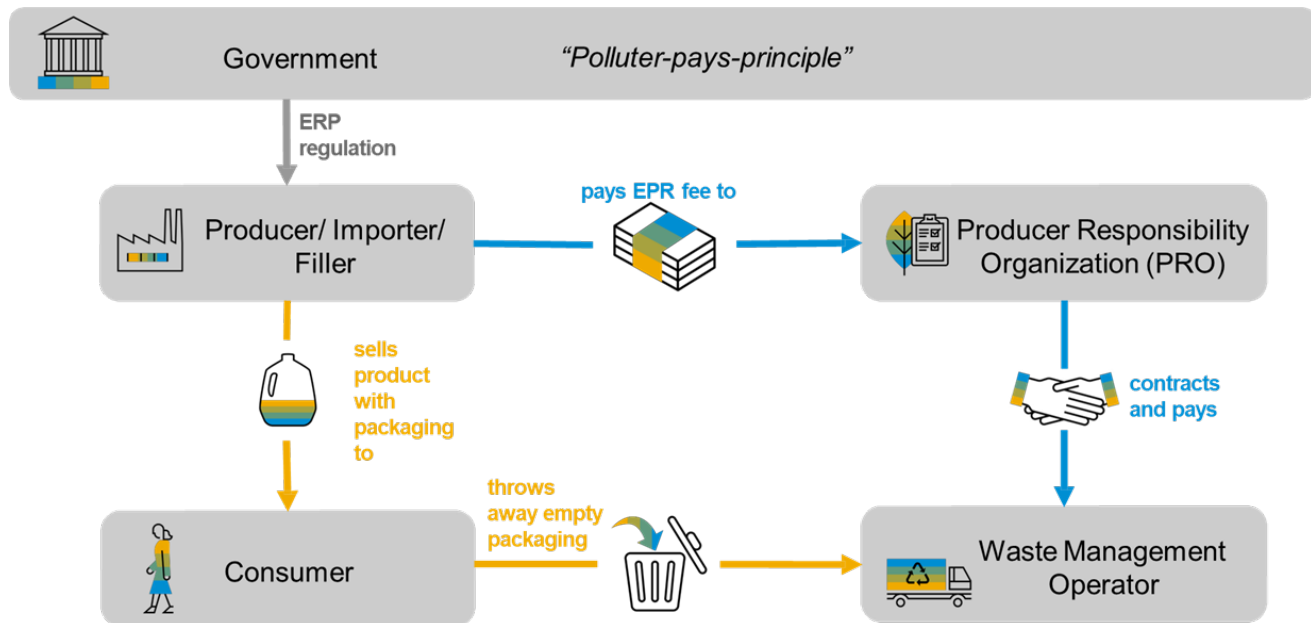 Government
“Polluter-pays-principle”
ERP
regulation
Producer/ Importer/
Filler
pays EPR fee to
Producer Responsibility
Organization (PRO)
sells
product
with
packaging
to
contracts
and pays
Consumer
throws
away empty
packaging
Waste Management
Operator